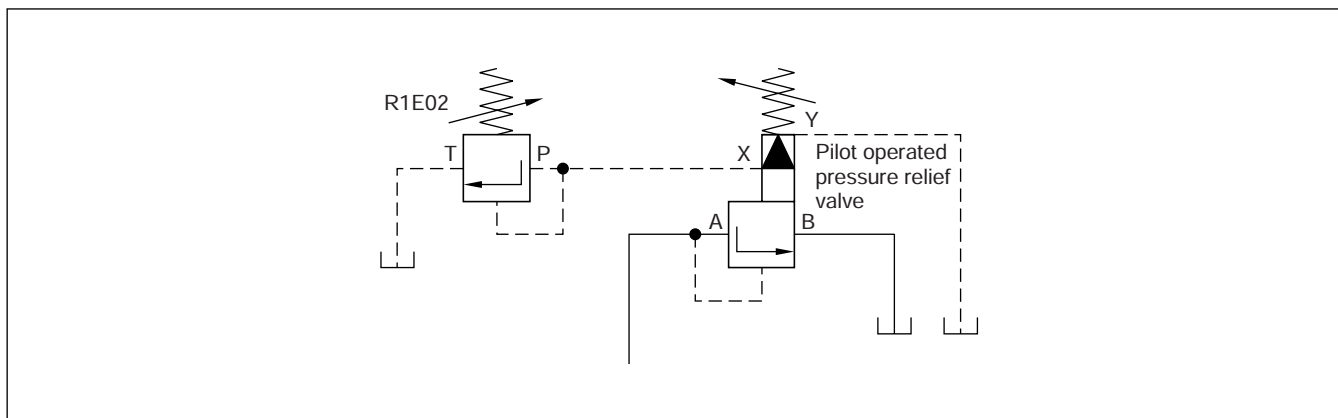 R1E02
T
P
X
Y
Pilot operated
pressure relief
valve
A
B